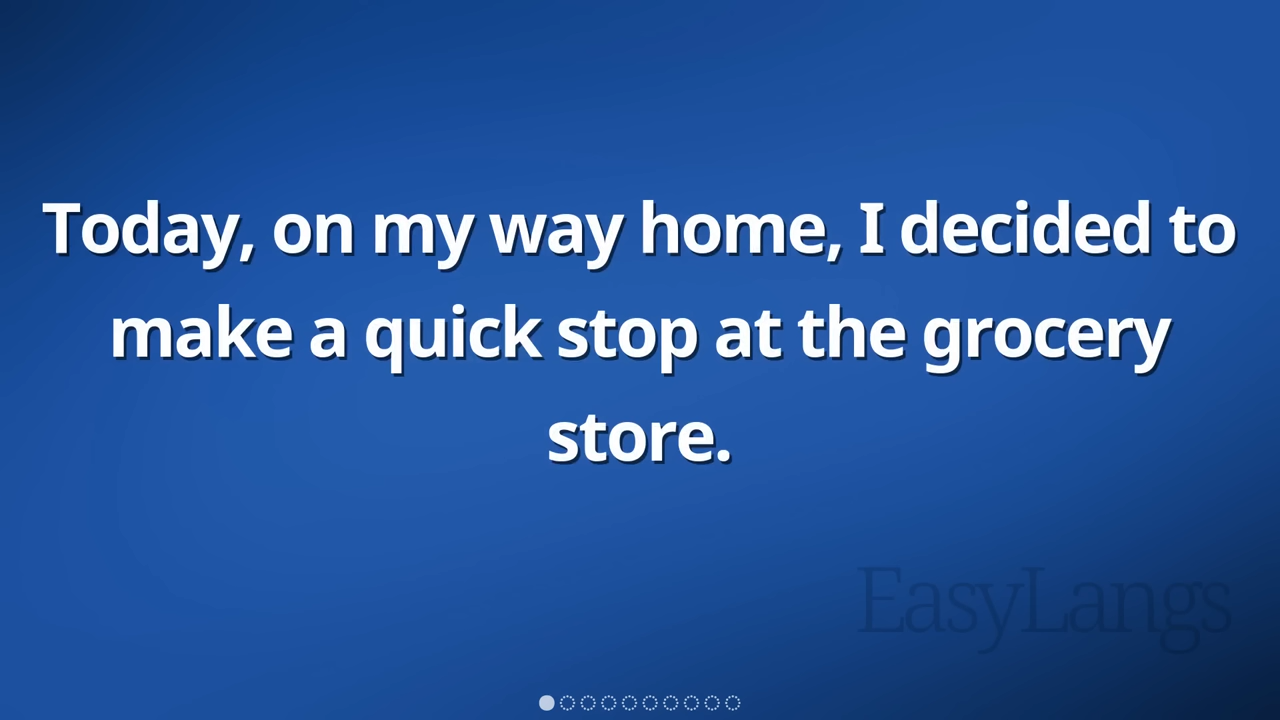 Today, on my way home, I decided to
make a quick stop at the grocery
store.
EasyLangs